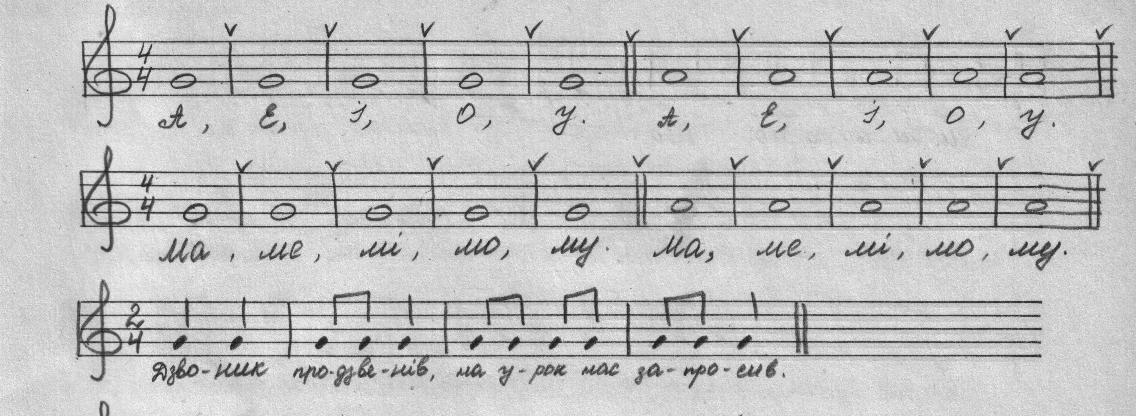 А, Е, І, О, У. А, Е, І, О, У.
Ма, ме, мі, мо, му. Ма, ме, мі, мо, му.
Дзво-ник про-дзве-нів, на у-рок нас за-про-сив.